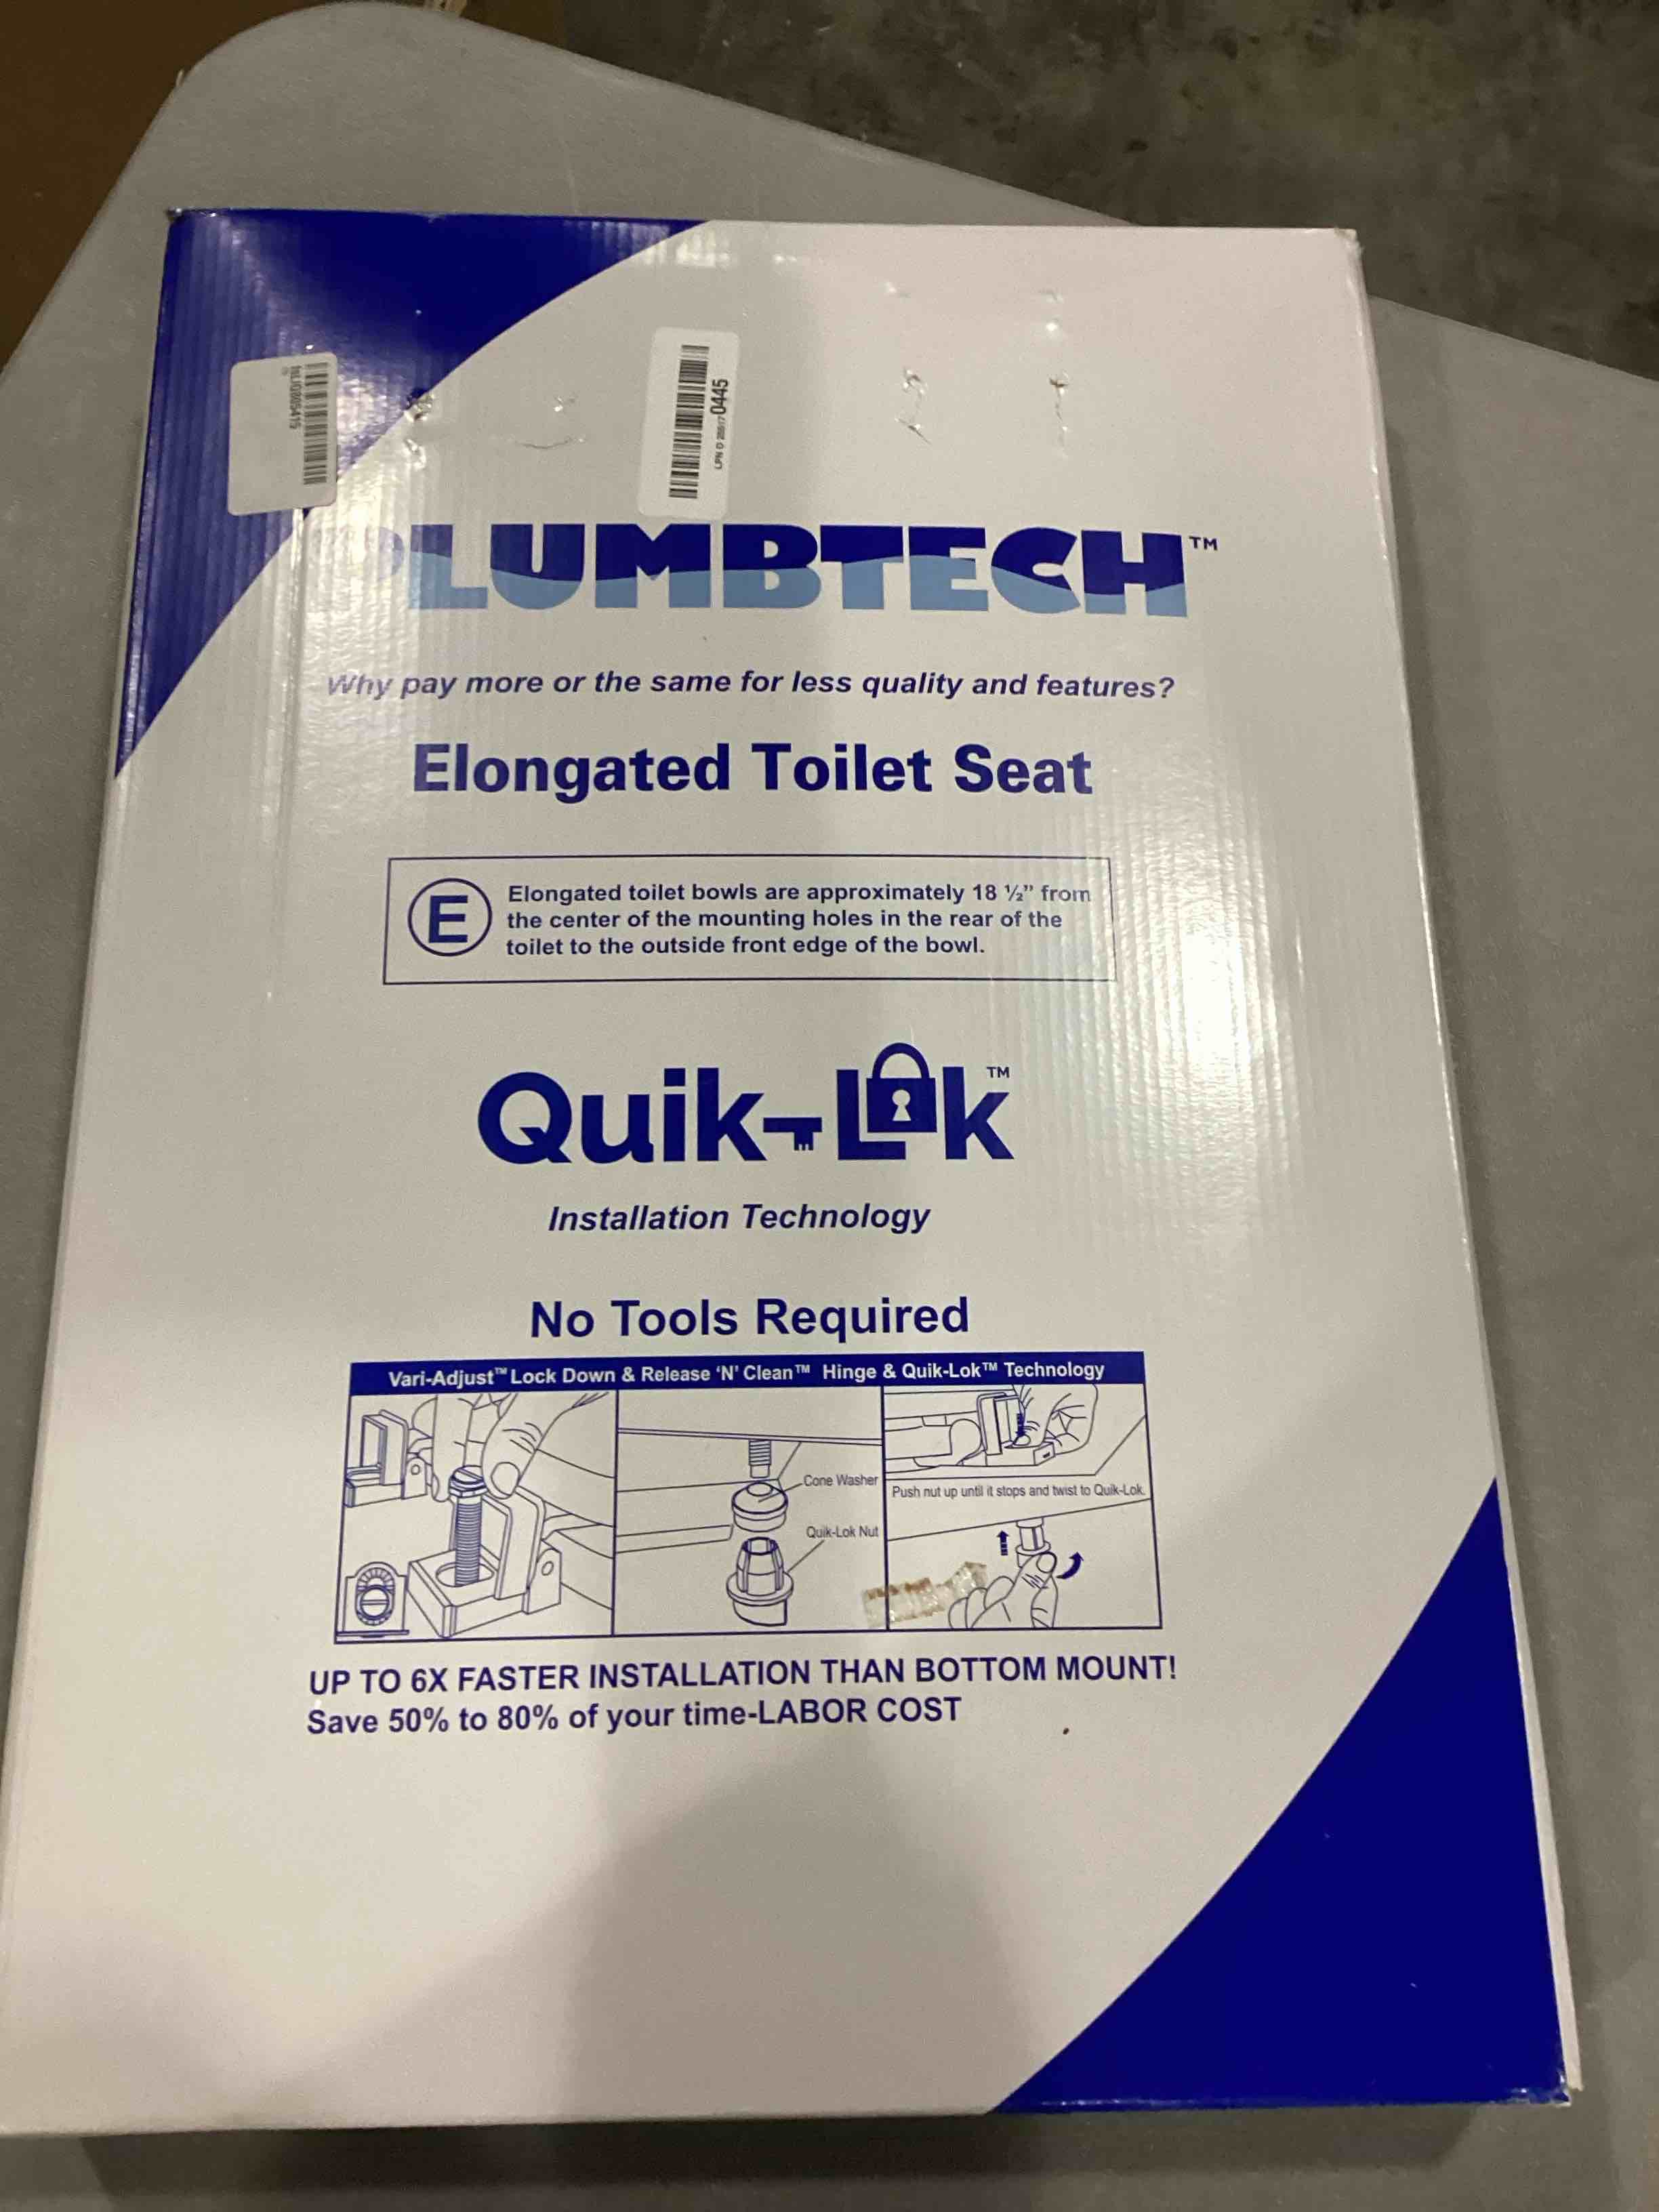 PLUMBTECH™
Why pay more or the same for less quality and features?
Elongated Toilet Seat
E
Elongated toilet bowls are approximately 18 ½” from
the center of the mounting holes in the rear of the
toilet to the outside front edge of the bowl.
Quik-Lok™
Installation Technology
No Tools Required
Vari-Adjust™ Lock Down & Release ‘N' Clean™ Hinge & Quik-Lok™ Technology
Cone Washer
Quik-Lok Nut
Push nut up until it stops and twist to Quik-Lok.
UP TO 6X FASTER INSTALLATION THAN BOTTOM MOUNT!
Save 50% to 80% of your time-LABOR COST
0445